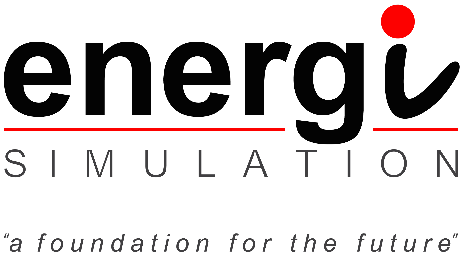 energi
SIMULATION
"a foundation for the future"